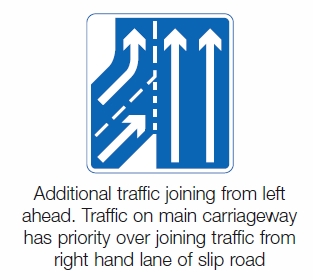 Additional traffic joining from left
ahead. Traffic on main carriageway
has priority over joining traffic from
right hand lane of slip road